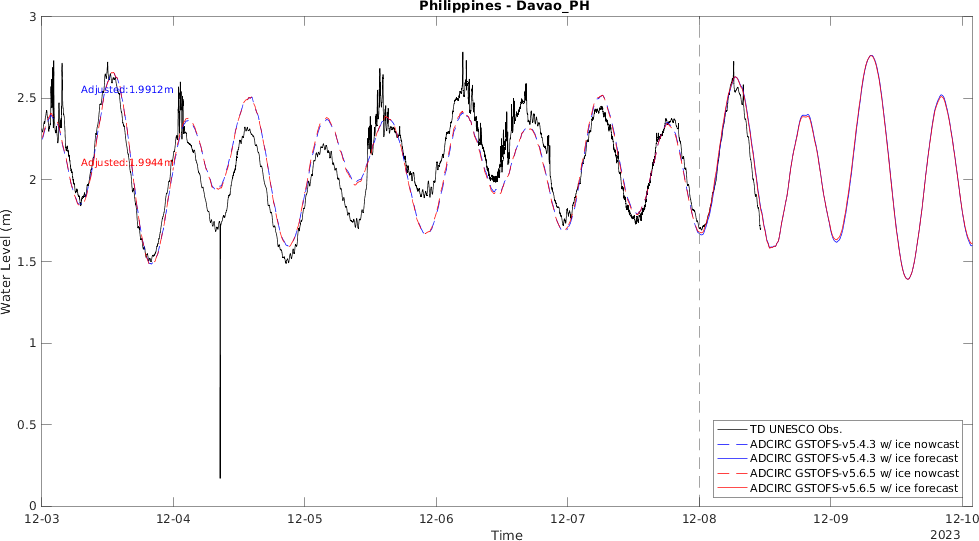 Philippines - Davao_PH
3
2.5
2
1.5
1
0.5
0
Water Level (m)
Adjusted:1.9912m
Adjusted:1.9944m
TD UNESCO Obs.
ADCIRC GSTOFS-v5.4.3 w/ ice nowcast
ADCIRC GSTOFS-v5.4.3 w/ ice forecast
ADCIRC GSTOFS-v5.6.5 w/ ice nowcast
ADCIRC GSTOFS-v5.6.5 w/ ice forecast
12-03 12-04 12-05 12-06 12-07 12-08 12-09 12-10
Time
2023